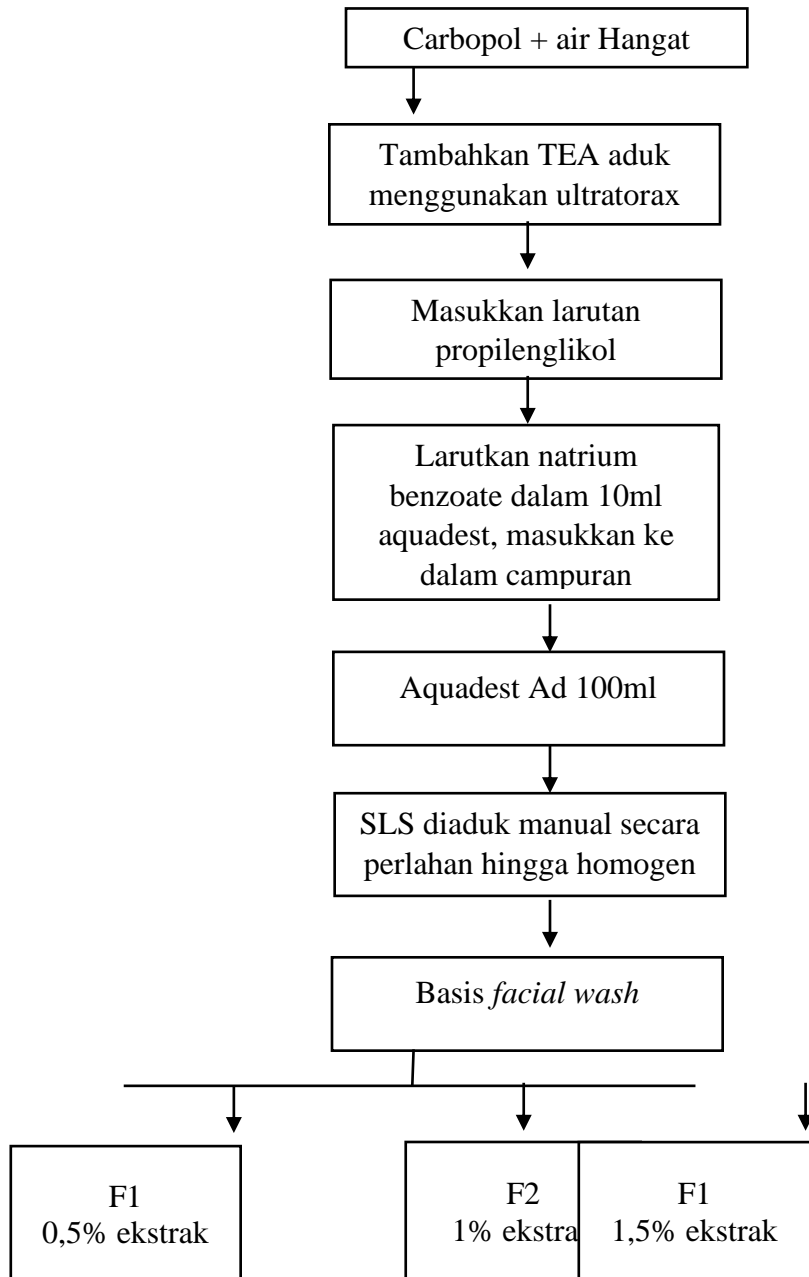 Carbopol + air Hangat
Tambahkan TEA aduk
menggunakan ultratorax
Masukkan larutan
propilenglikol
Larutkan natrium
benzoate dalam 10ml
aquadest, masukkan ke
dalam campuran
Aquadest Ad 100ml
SLS diaduk manual secara
perlahan hingga homogen
Basis facial wash
F1
0,5% ekstrak
F2
1% ekstra
F1
1,5% ekstrak